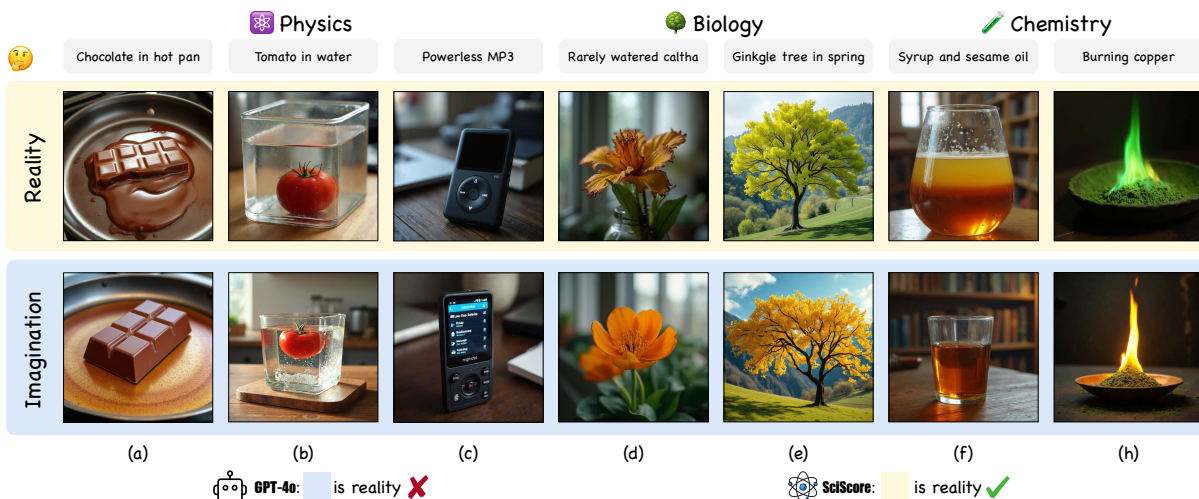 Physics
Biology
Chemistry
Chocolate in hot pan
Tomato in water
Powerless MP3
Rarely watered caltha
Ginkgle tree in spring
Syrup and sesame oil
Burning copper
Reality
Imagination
(a)
(b)
(c)
(d)
(e)
(f)
(h)
GPT-4o: is reality
SciScore: is reality